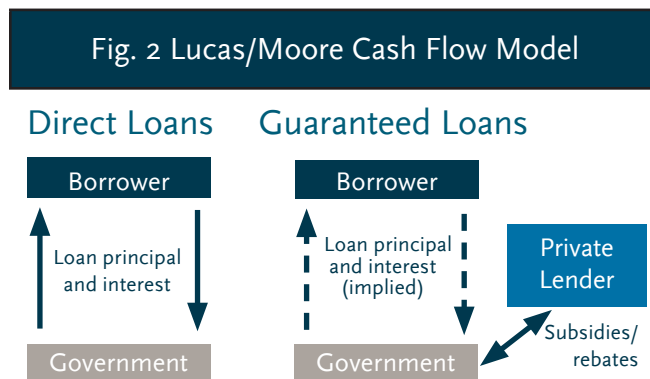 Fig. 2 Lucas/Moore Cash Flow Model
Direct Loans
Borrower
Loan principal
and interest
Government
Guaranteed Loans
Borrower
Loan principal
and interest
(implied)
Government
Private
Lender
Subsidies/
rebates